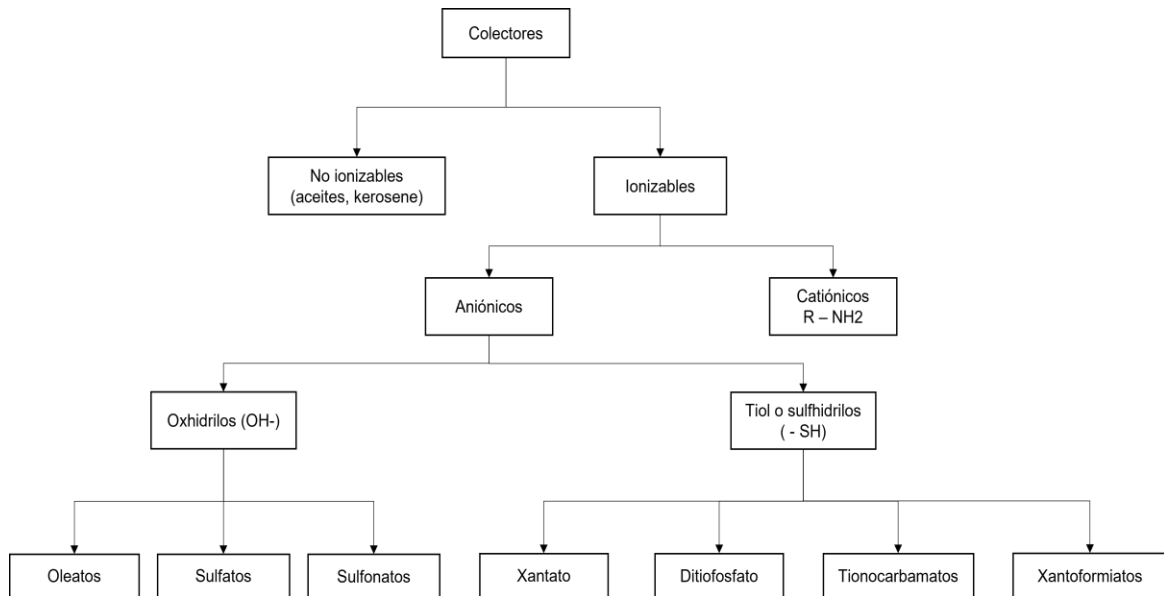 Colectores
No ionizables
(aceites, kerosene)
Ionizables
Aniónicos
Catiónicos
R – NH2
Oxhidrilos (OH-)
Tiol o sulfhidrilos
( - SH)
Oleatos
Sulfatos
Sulfonatos
Xantato
Ditiofosfato
Tionocarbamatos
Xantoformiatos